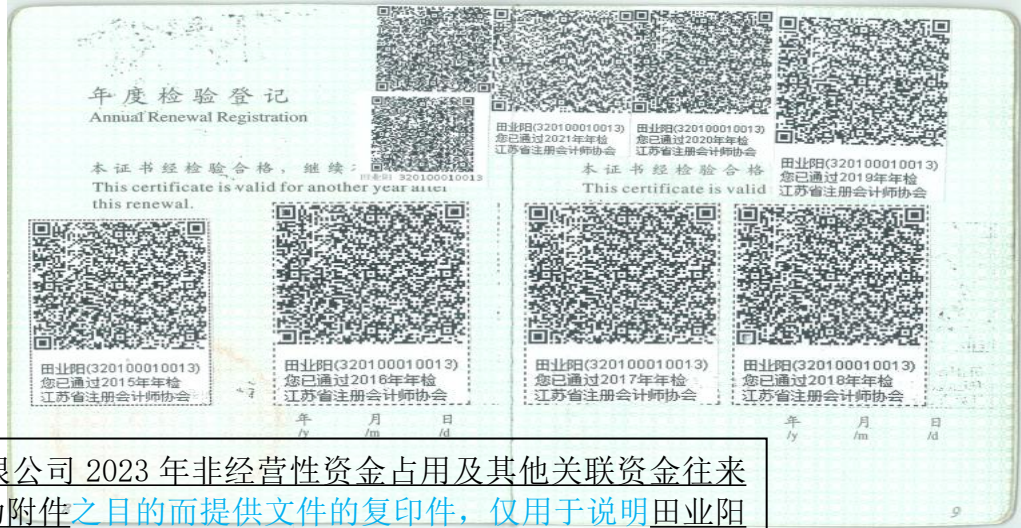 年度检验登记
Annual Renewal Registration
本证书经检验合格，继续
This certificate is valid for another year after
this renewal.
田业阳 320100010013
田业阳(320100010013)
您已通过2021年年检
江苏省注册会计师协会
田业阳(320100010013)
您已通过2020年年检
江苏省注册会计师协会
田业阳(320100010013)
您已通过2019年年检
江苏省注册会计师协会
本证书经检验合格
This certificate is valid
田业阳(320100010013)
您已通过2015年年检
江苏省注册会计师协会
田业阳(320100010013)
您已通过2016年年检
江苏省注册会计师协会
田业阳(320100010013)
您已通过2017年年检
江苏省注册会计师协会
田业阳(320100010013)
您已通过2018年年检
江苏省注册会计师协会
年 月 日
/y /m /d
年 月 日
/y /m /d
限公司 2023 年非经营性资金占用及其他关联资金往来
附件之目的而提供文件的复印件，仅用于说明田业阳
9